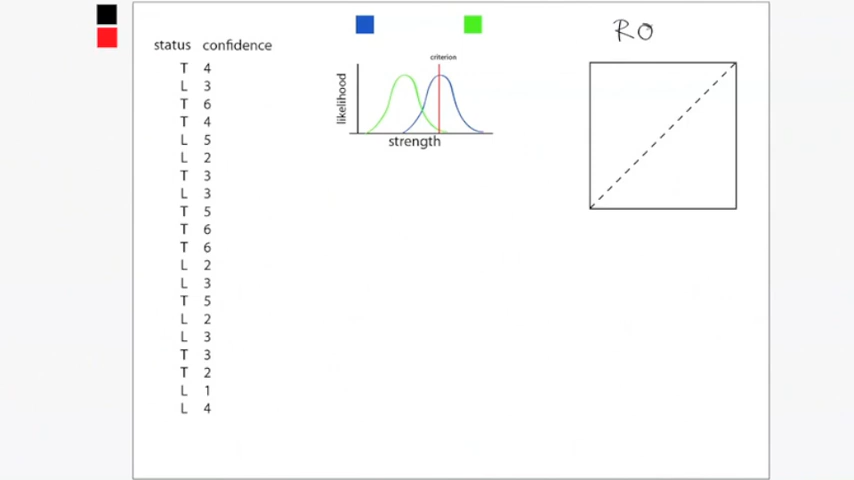 RO
status confidence
T 4
L 3
T 6
T 4
L 5
L 2
T 3
L 3
T 5
T 6
T 6
L 2
L 3
T 5
L 2
L 3
T 3
T 2
L 1
L 4
criterion
likelihood
strength